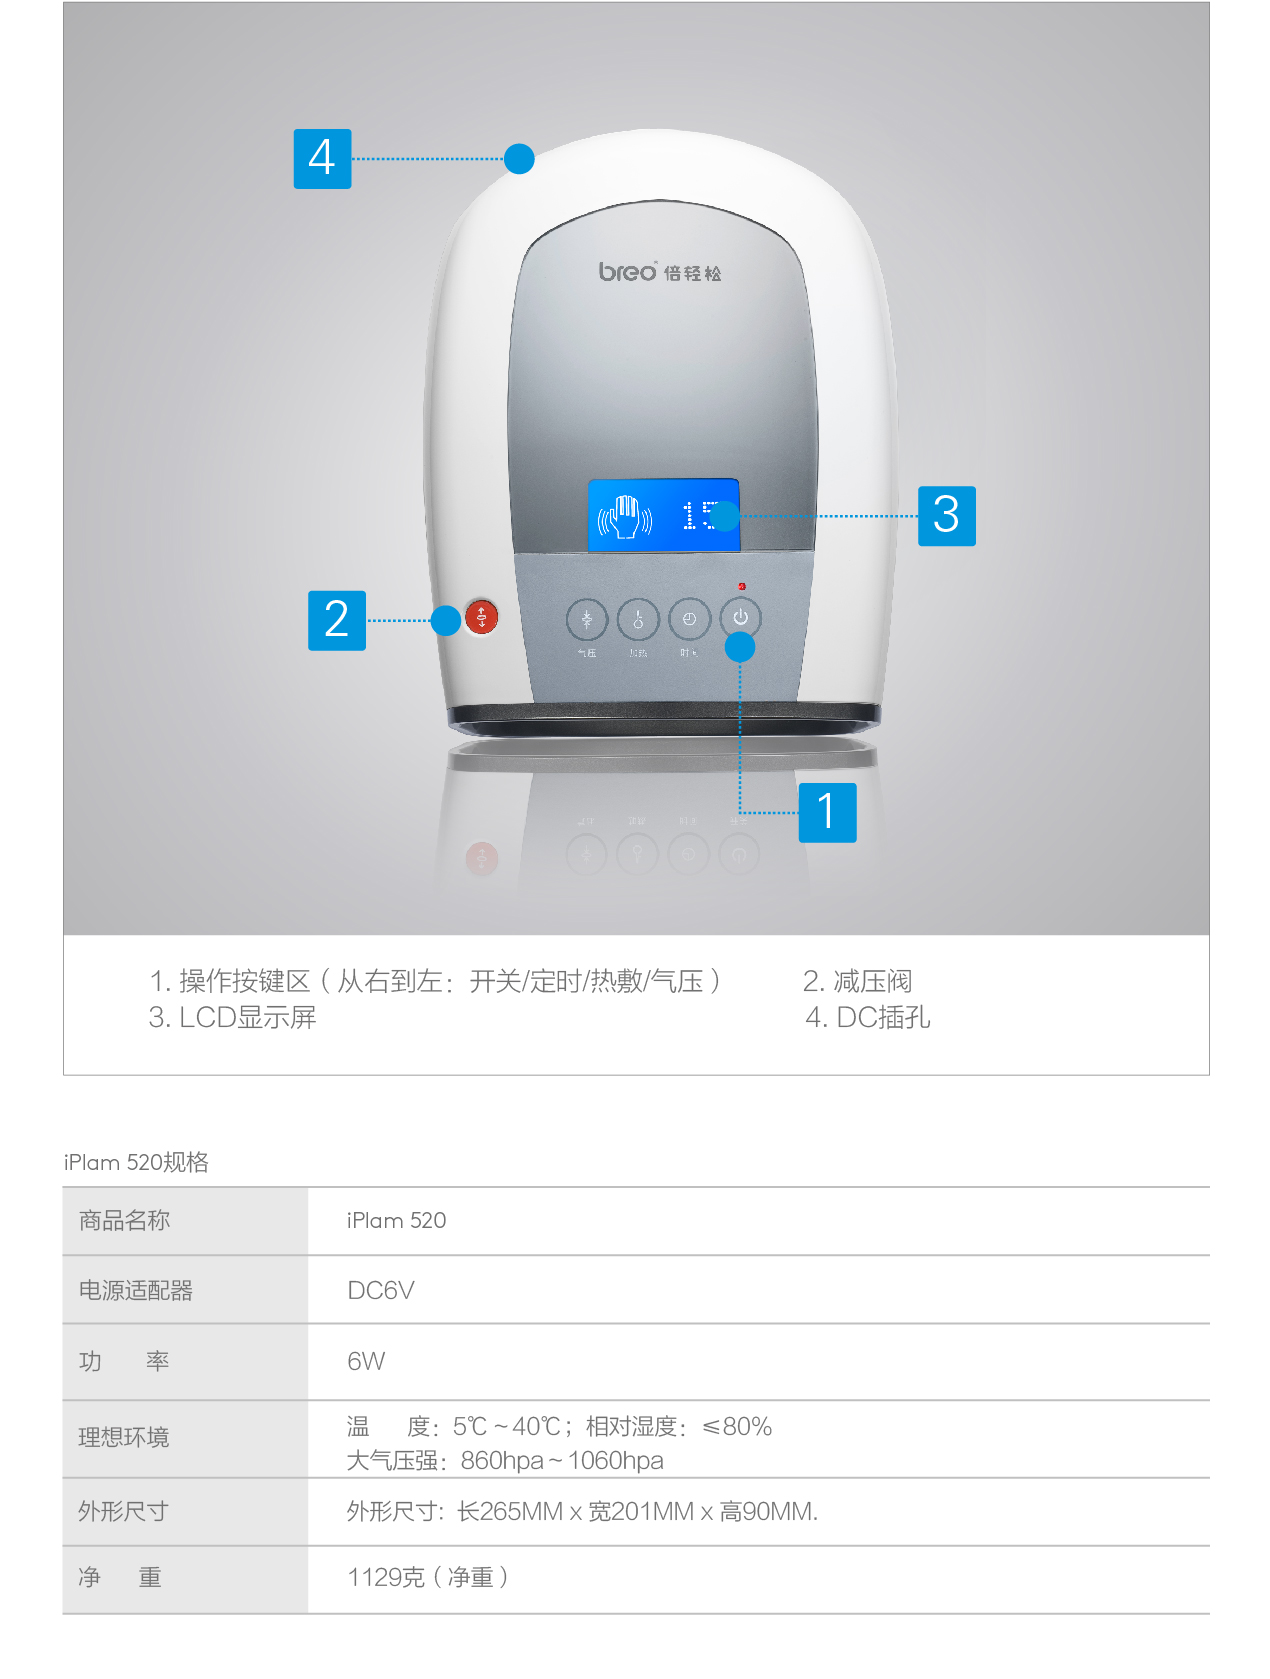 4
breo 倍轻松
15
3
2
气压 加热 时间
1
1. 操作按键区（从右到左：开关/定时/热敷/气压） 2. 减压阀
3. LCD显示屏 4. DC插孔
iPlam 520规格
商品名称 iPlam 520
电源适配器 DC6V
功 率 6W
理想环境 温 度：5℃～40℃；相对湿度：≤80%
大气压强：860hpa～1060hpa
外形尺寸 外形尺寸：长265MM x 宽201MM x 高90MM.
净 重 1129克（净重）